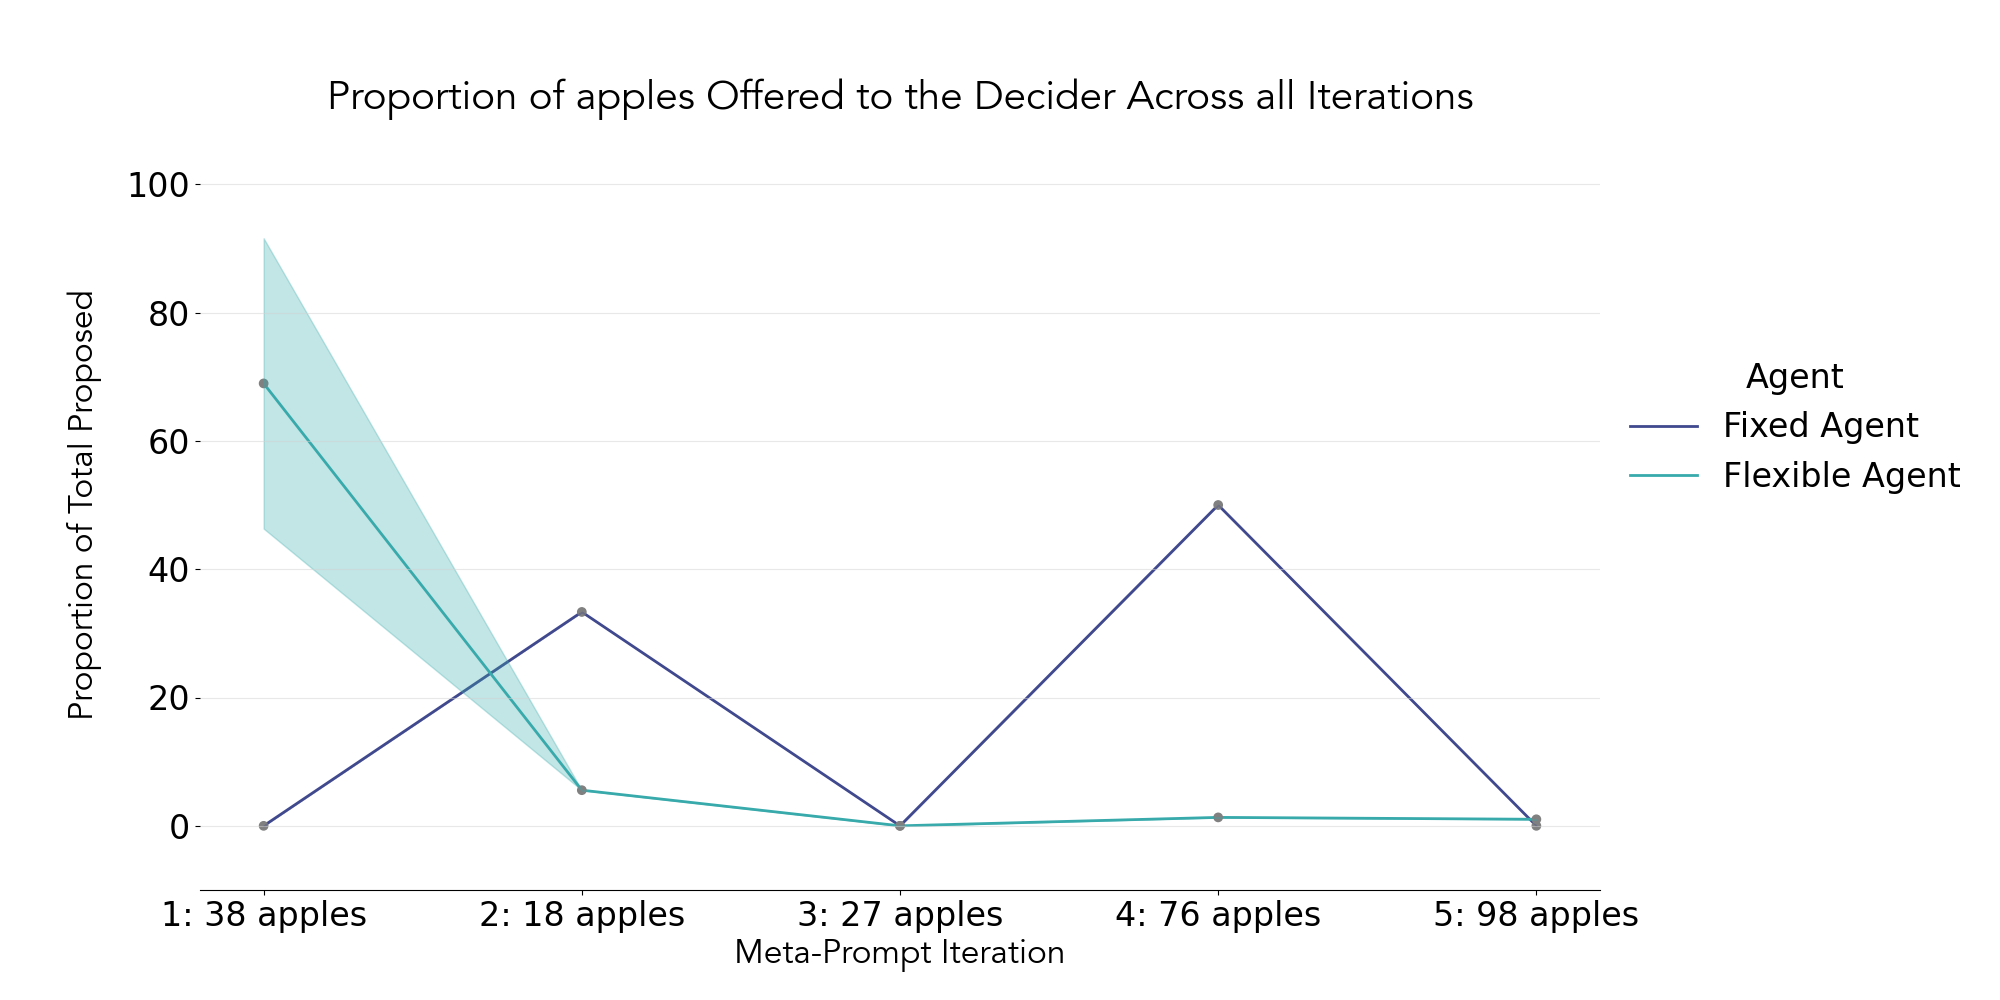 Proportion of apples Offered to the Decider Across all Iterations
100
80
60
40
20
0
Proportion of Total Proposed
1: 38 apples
2: 18 apples
3: 27 apples
4: 76 apples
5: 98 apples
Meta-Prompt Iteration
Agent
Fixed Agent
Flexible Agent